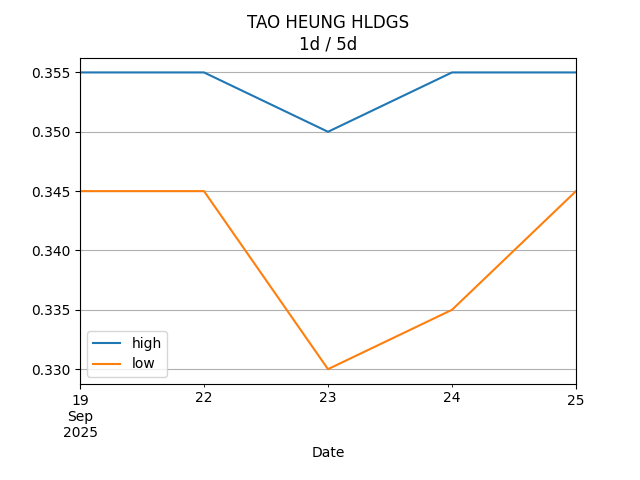 TAO HEUNG HLDGS
1d / 5d
0.355
0.350
0.345
0.340
0.335
0.330
high
low
19 22 23 24 25
Sep
2025
Date